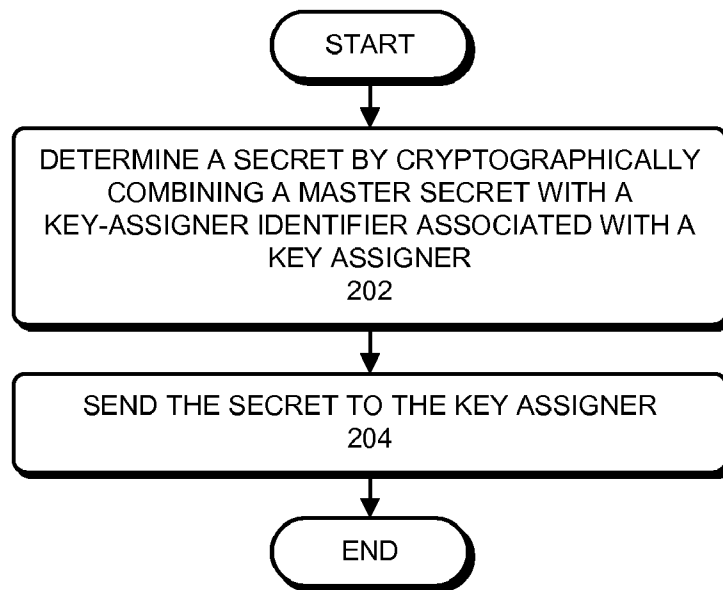 START
DETERMINE A SECRET BY CRYPTOGRAPHICALLY
COMBINING A MASTER SECRET WITH A
KEY-ASSIGNER IDENTIFIER ASSOCIATED WITH A
KEY ASSIGNER
202
SEND THE SECRET TO THE KEY ASSIGNER
204
END